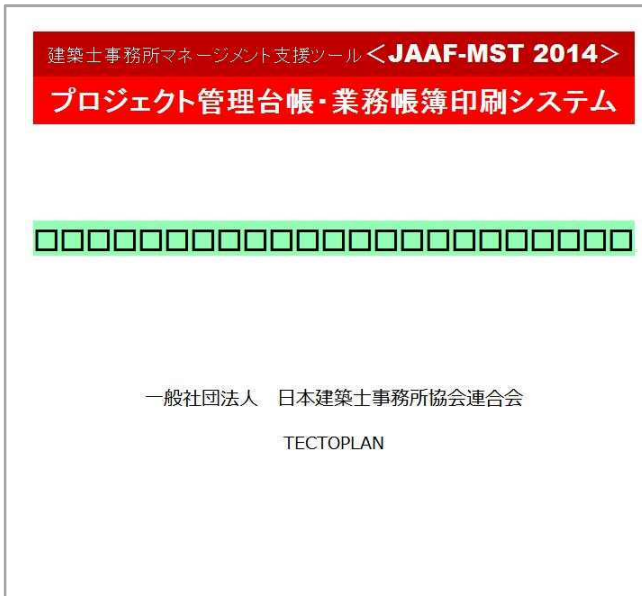 建築士事務所マネージメント支援ツール＜JAAF-MST 2014＞
プロジェクト管理台帳・業務帳簿印刷システム
□□□□□□□□□□□□□□□□□□□□□□□
一般社団法人　日本建築士事務所協会連合会
TECTOPLAN